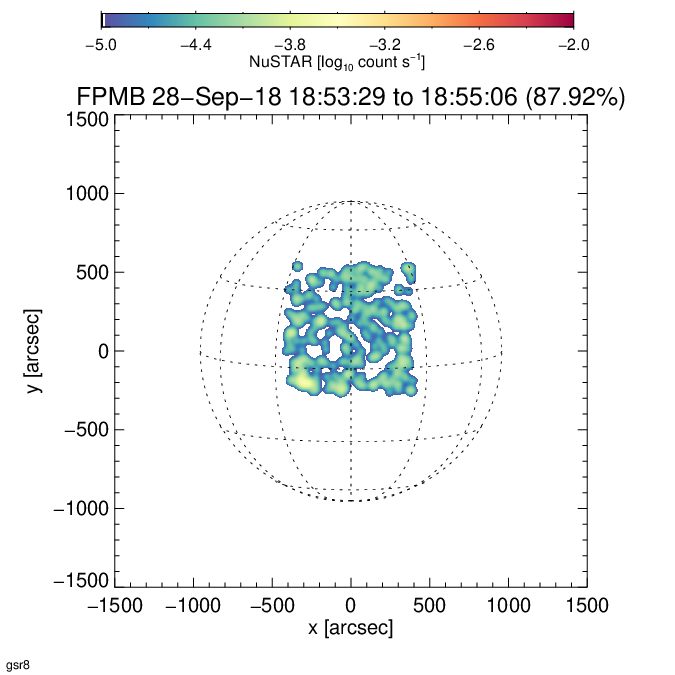 −5.0 −4.4 −3.8 −3.2 −2.6 −2.0
NuSTAR [log10 count s−1]
FPMB 28−Sep−18 18:53:29 to 18:55:06 (87.92%)
1500
1000
500
0
−500
−1000
−1500
y [arcsec]
−1500 −1000 −500 0 500 1000 1500
x [arcsec]
gsr8